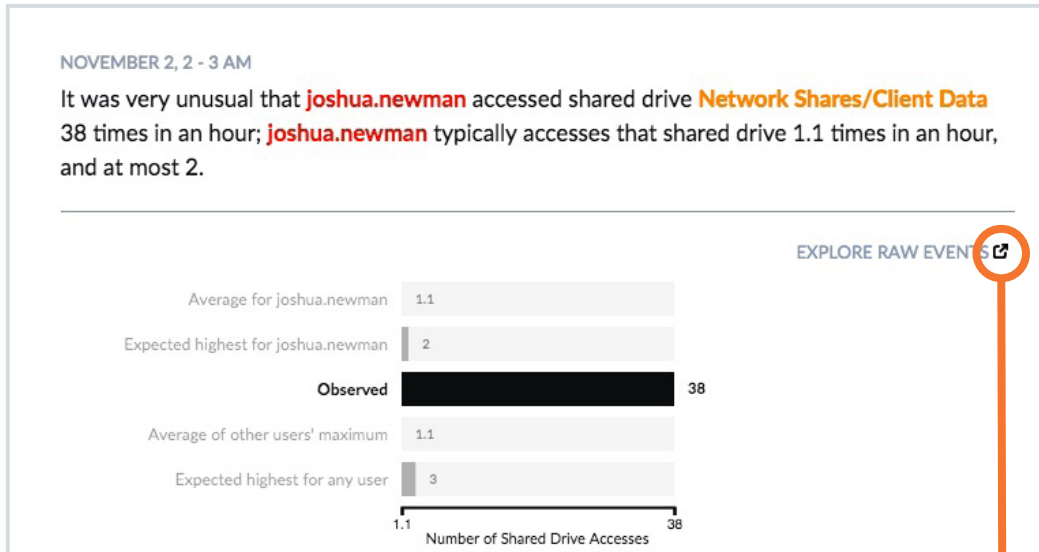 NOVEMBER 2, 2 - 3 AM
It was very unusual that joshua.newman accessed shared drive Network Shares/Client Data
38 times in an hour; joshua.newman typically accesses that shared drive 1.1 times in an hour,
and at most 2.
EXPLORE RAW EVENTS
Average for joshua.newman 1.1
Expected highest for joshua.newman 2
Observed 38
Average of other users' maximum 1.1
Expected highest for any user 3
1.1 38
Number of Shared Drive Accesses